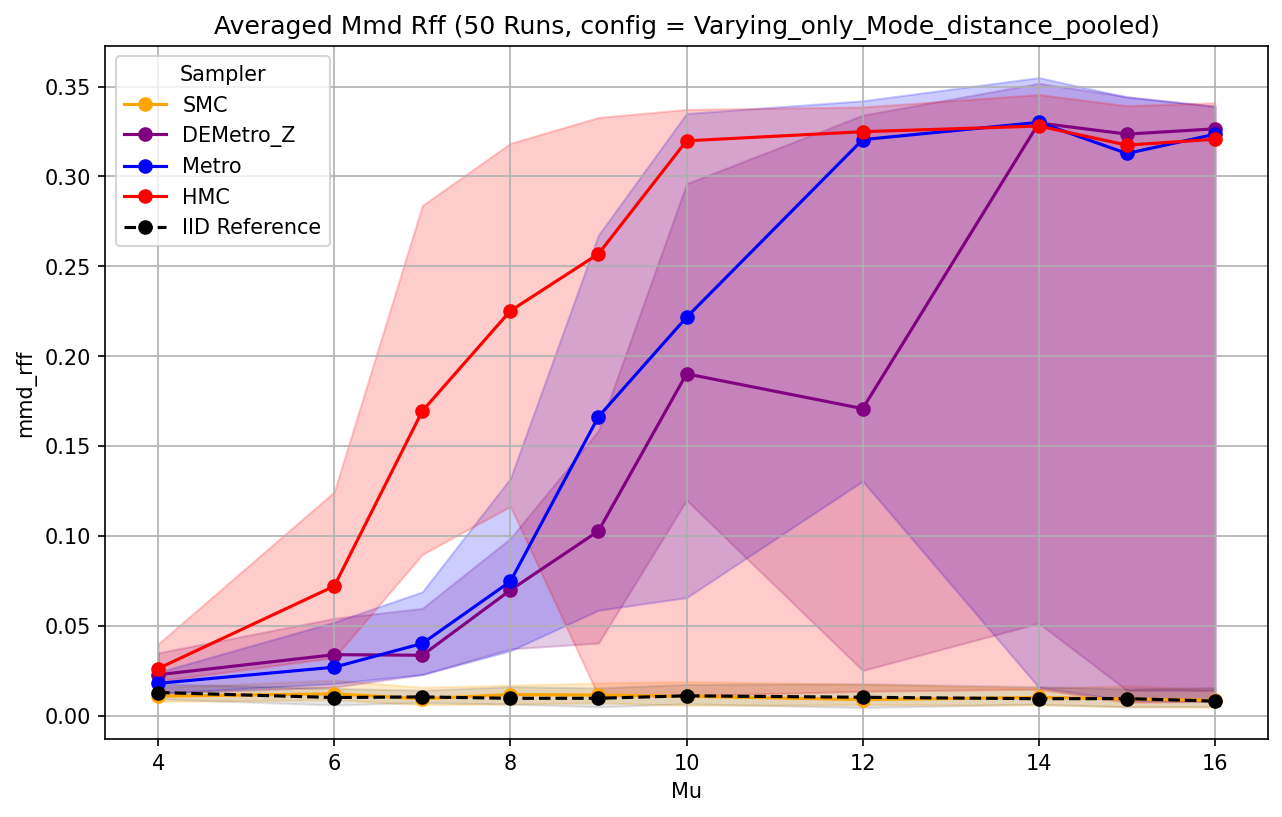 Averaged Mmd Rff (50 Runs, config = Varying_only_Mode_distance_pooled)
Sampler
SMC
DEMetro_Z
Metro
HMC
IID Reference
mmd_rff
0.35
0.30
0.25
0.20
0.15
0.10
0.05
0.00
4 6 8 10 12 14 16
Mu